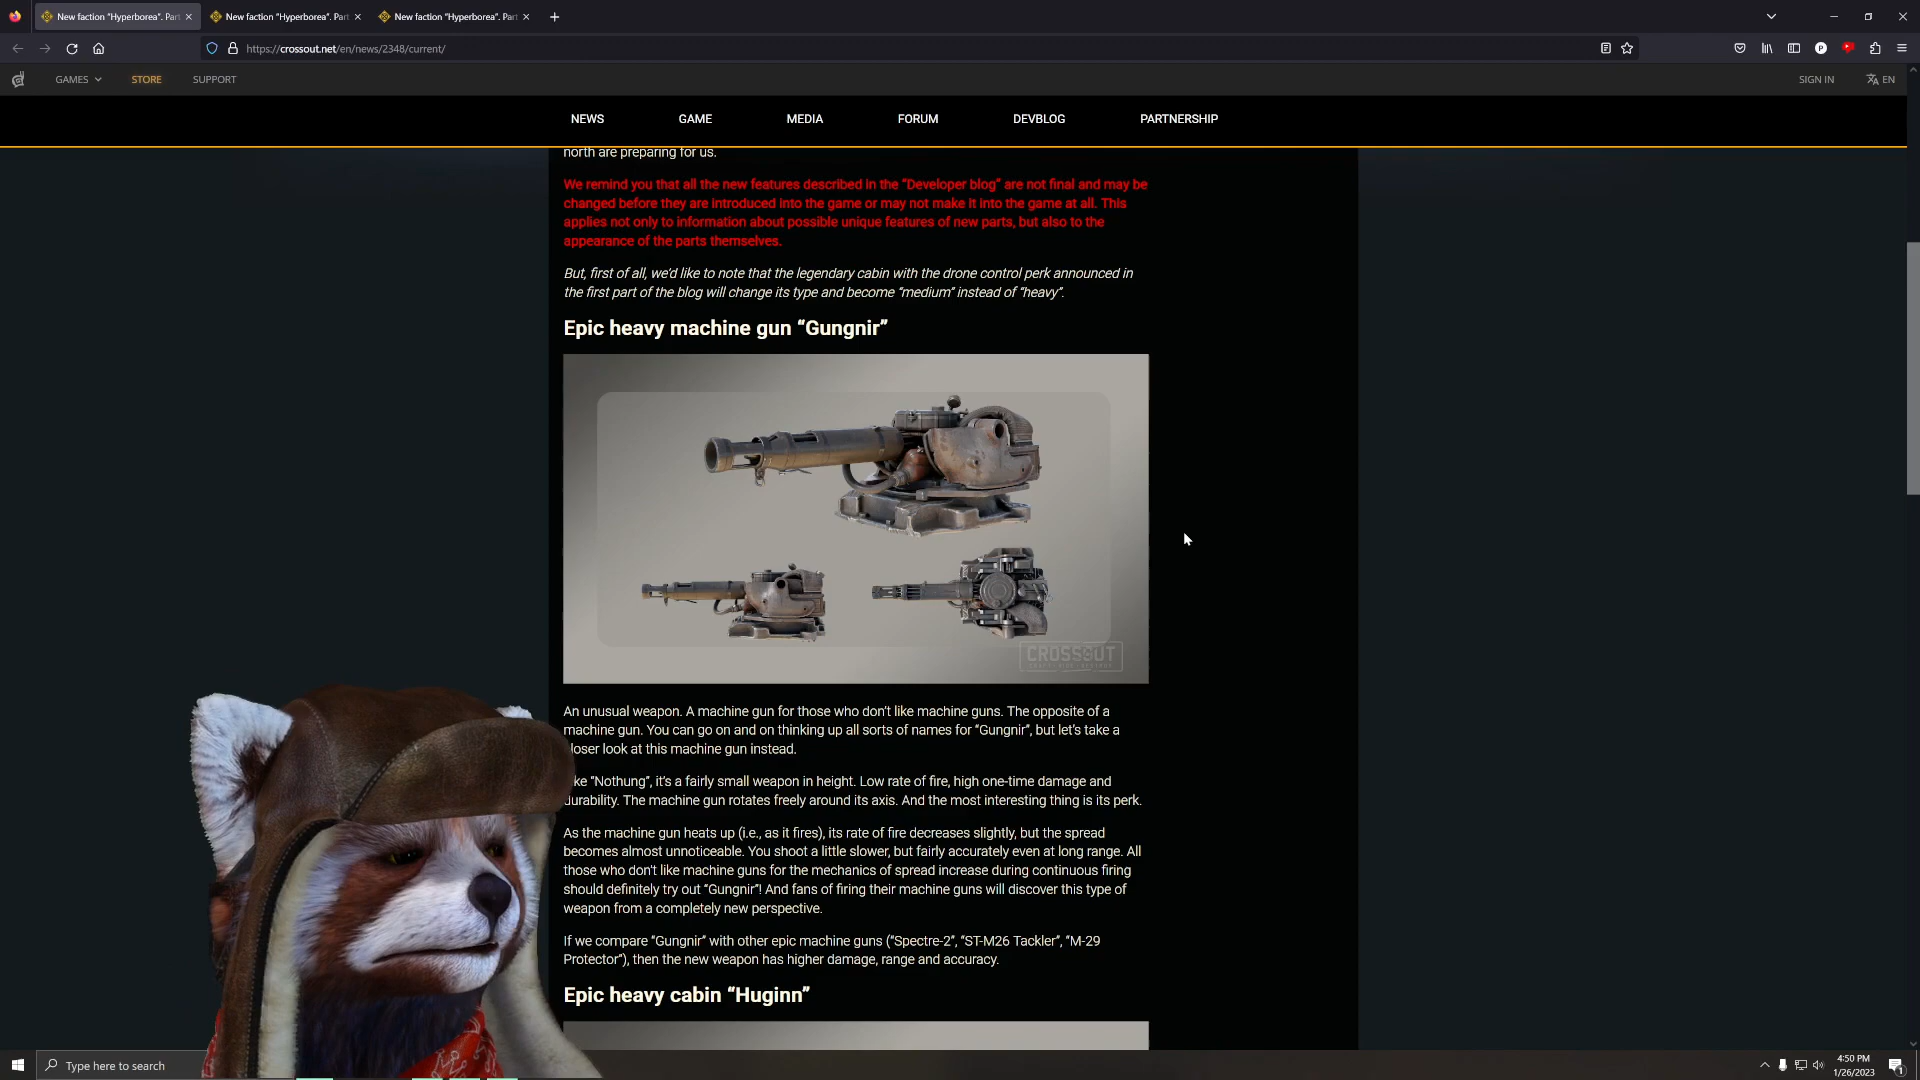 New faction "Hyperborea". Part
New faction "Hyperborea". Part
New faction "Hyperborea". Part
https://crossout.net/en/news/2348/current/
GAMES
STORE
SUPPORT
SIGN IN
EN
NEWS
GAME
MEDIA
FORUM
DEVBLOG
PARTNERSHIP
north are preparing for us.
We remind you that all the new features described in the “Developer blog” are not final and may be
changed before they are introduced into the game or may not make it into the game at all. This
applies not only to information about possible unique features of new parts, but also to the
appearance of the parts themselves.
But, first of all, we'd like to note that the legendary cabin with the drone control perk announced in
the first part of the blog will change its type and become “medium” instead of “heavy”.
Epic heavy machine gun “Gungnir”
CROSSOUT
An unusual weapon. A machine gun for those who don't like machine guns. The opposite of a
machine gun. You can go on and on thinking up all sorts of names for “Gungnir”, but let's take a
loser look at this machine gun instead.
ke “Nothung”, it's a fairly small weapon in height. Low rate of fire, high one-time damage and
durability. The machine gun rotates freely around its axis. And the most interesting thing is its perk.
As the machine gun heats up (i.e., as it fires), its rate of fire decreases slightly, but the spread
becomes almost unnoticeable. You shoot a little slower, but fairly accurately even at long range. All
those who don't like machine guns for the mechanics of spread increase during continuous firing
should definitely try out “Gungnir”! And fans of firing their machine guns will discover this type of
weapon from a completely new perspective.
If we compare “Gungnir” with other epic machine guns (“Spectre-2”, “ST-M26 Tackler”, “M-29
Protector”), then the new weapon has higher damage, range and accuracy.
Epic heavy cabin “Huginn”
Type here to search
4:50 PM
1/26/2023